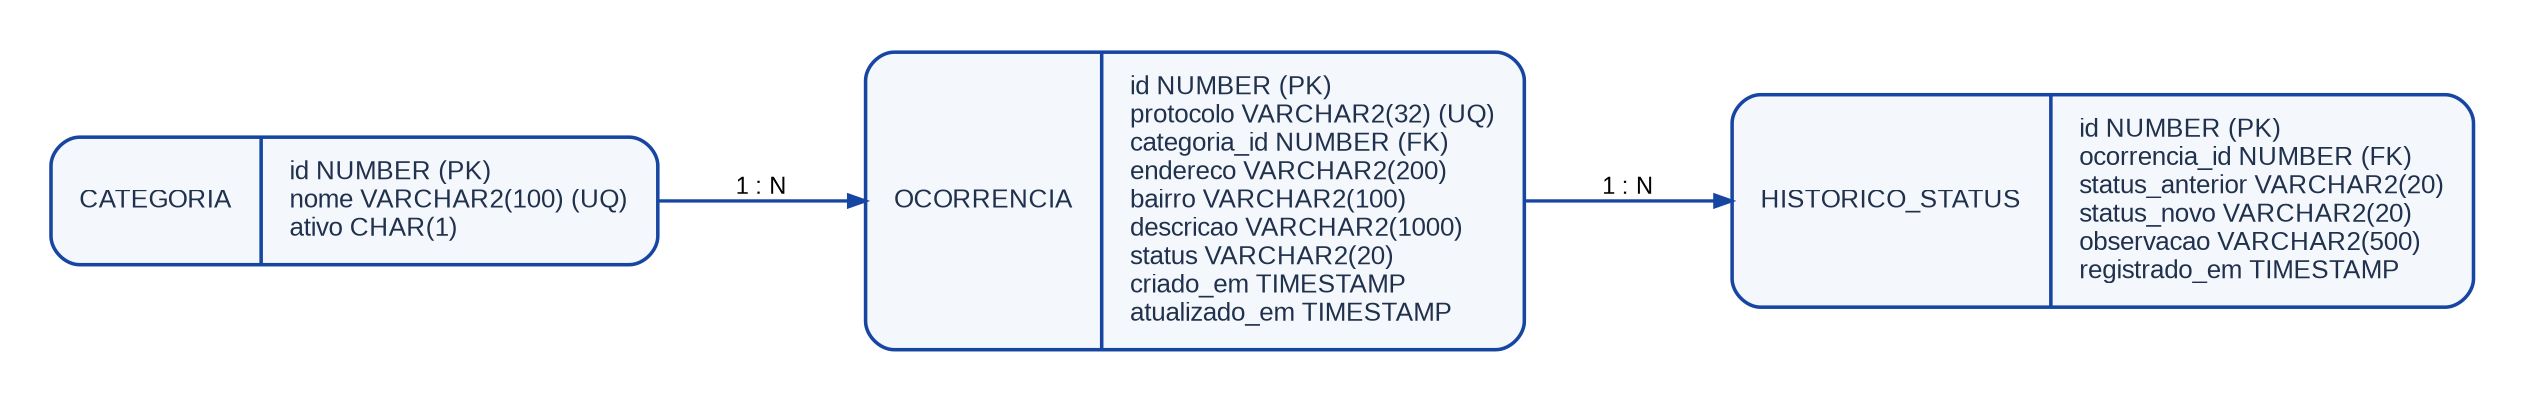 CATEGORIA
id NUMBER (PK)
nome VARCHAR2(100) (UQ)
ativo CHAR(1)
1 : N
OCORRENCIA
id NUMBER (PK)
protocolo VARCHAR2(32) (UQ)
categoria_id NUMBER (FK)
endereco VARCHAR2(200)
bairro VARCHAR2(100)
descricao VARCHAR2(1000)
status VARCHAR2(20)
criado_em TIMESTAMP
atualizado_em TIMESTAMP
1 : N
HISTORICO_STATUS
id NUMBER (PK)
ocorrencia_id NUMBER (FK)
status_anterior VARCHAR2(20)
status_novo VARCHAR2(20)
observacao VARCHAR2(500)
registrado_em TIMESTAMP